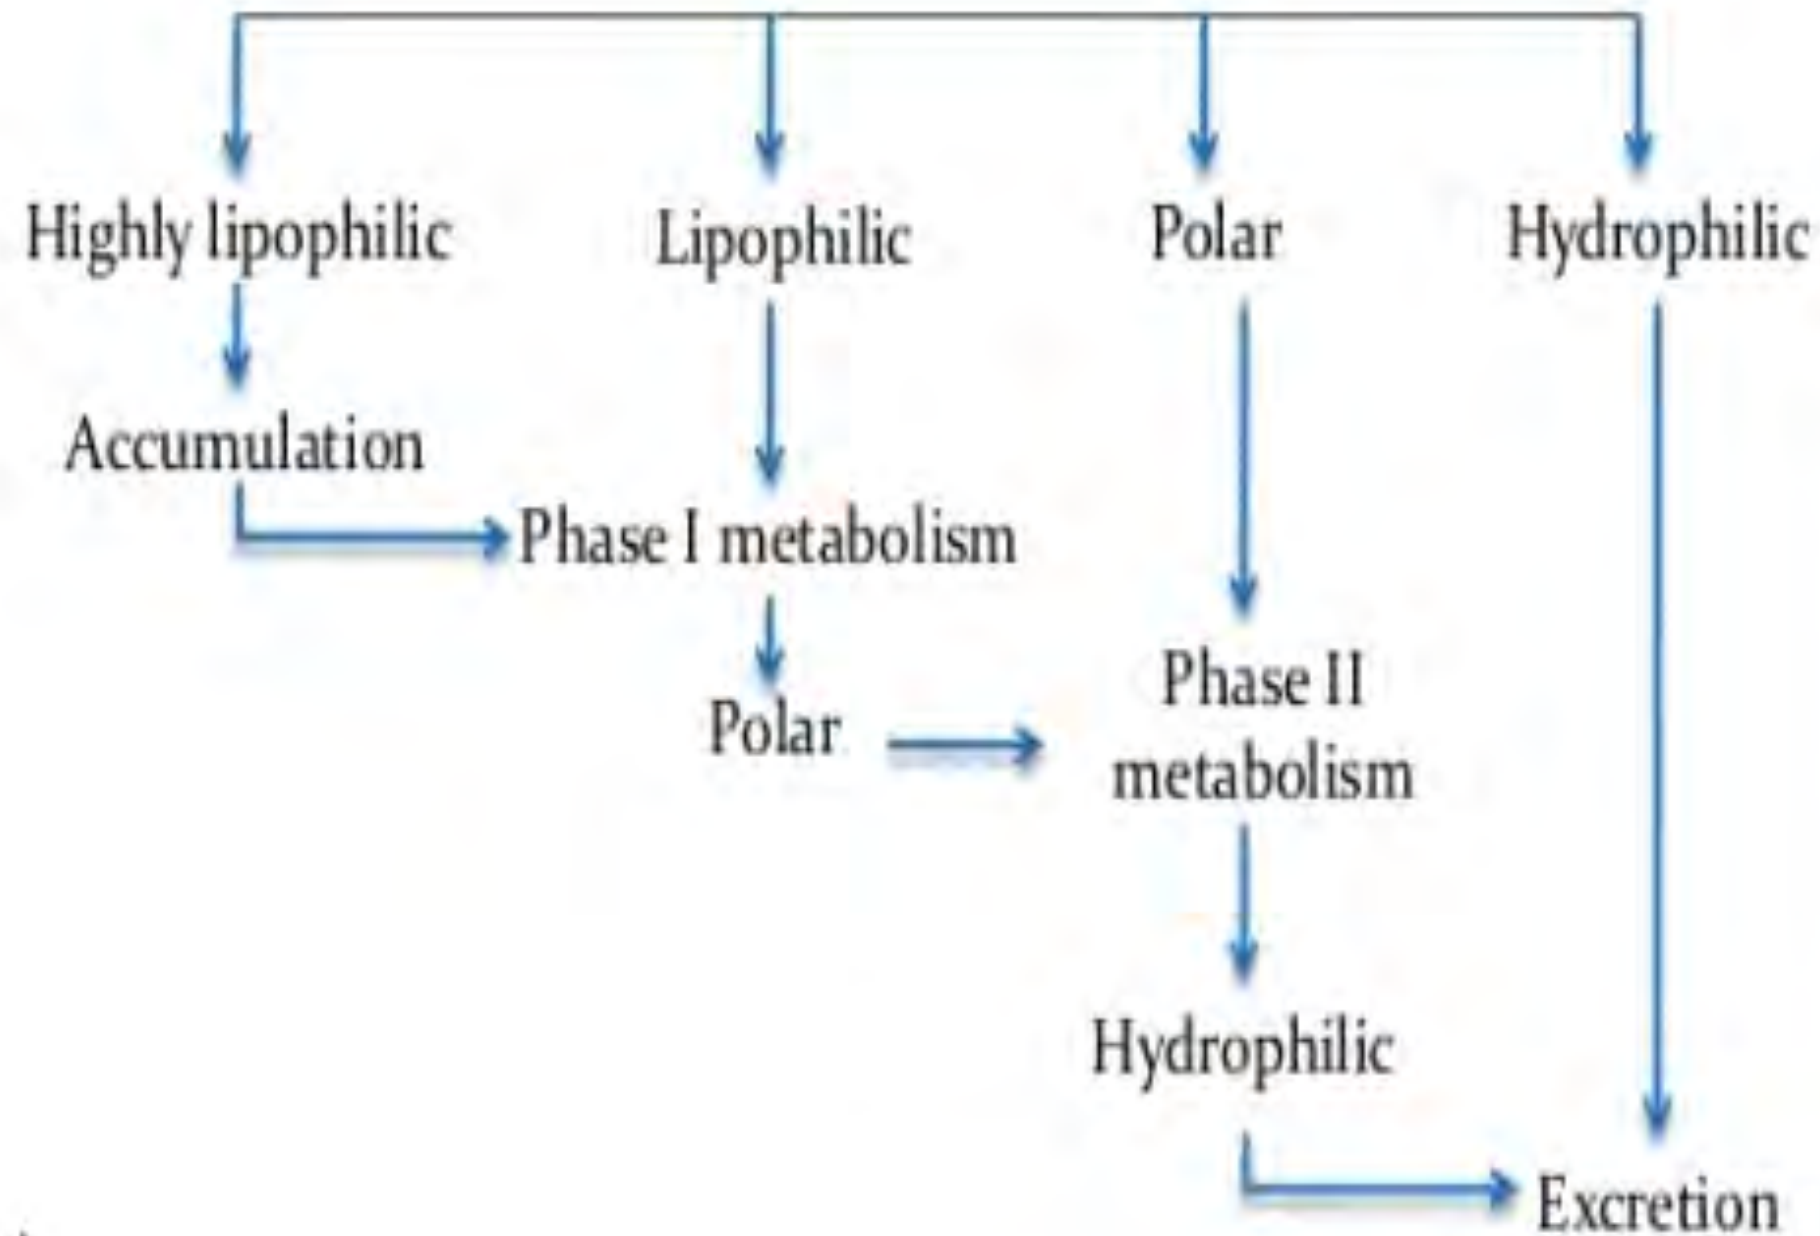 Highly lipophilic
Lipophilic
Polar
Hydrophilic
Accumulation
Phase I metabolism
Polar
Phase II
metabolism
Hydrophilic
Excretion